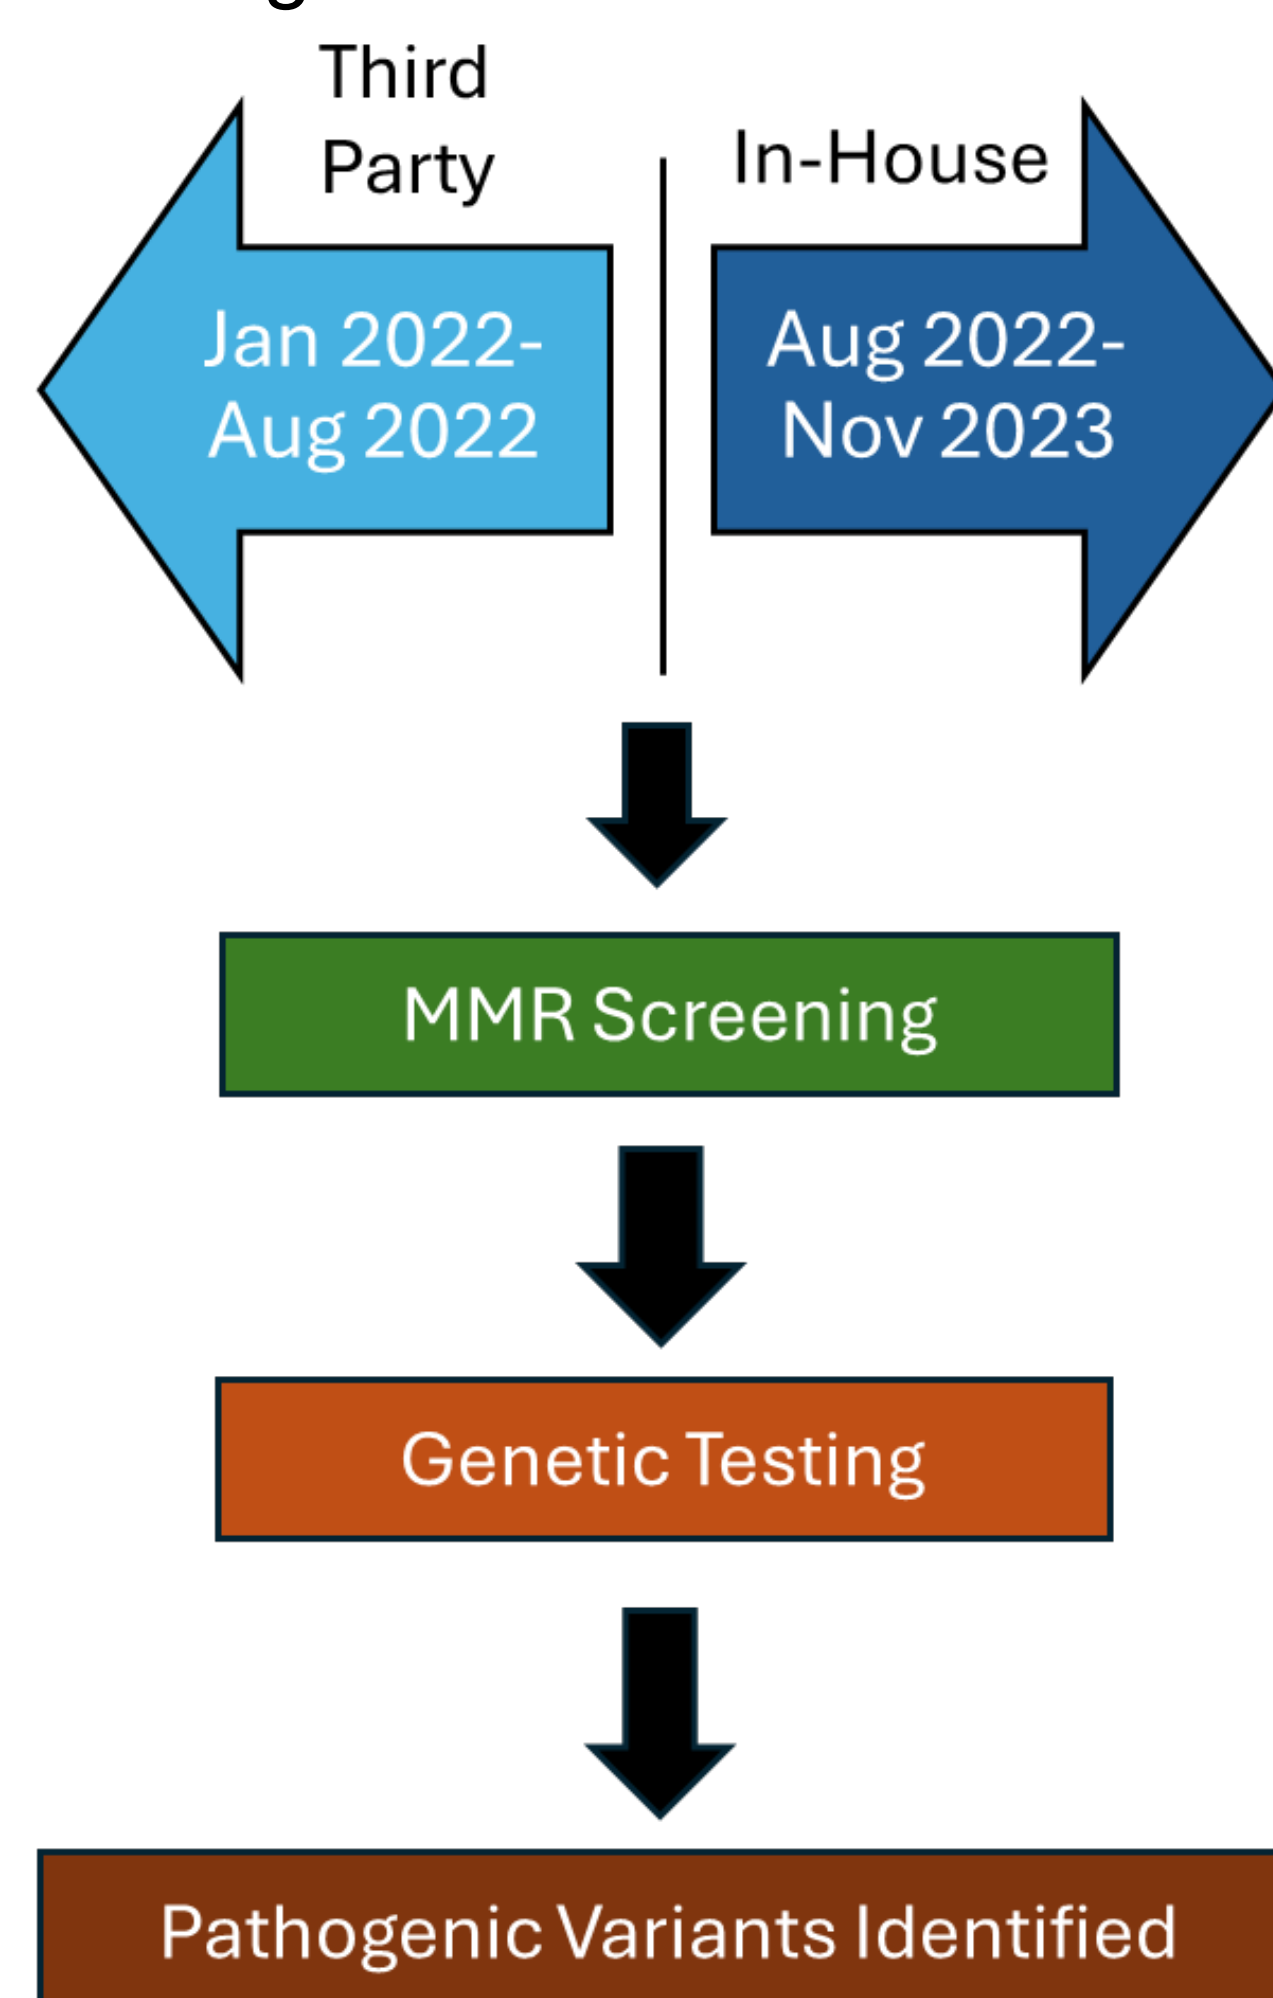 Third
Party
In-House
Jan 2022-
Aug 2022
Aug 2022-
Nov 2023
MMR Screening
Genetic Testing
Pathogenic Variants Identified